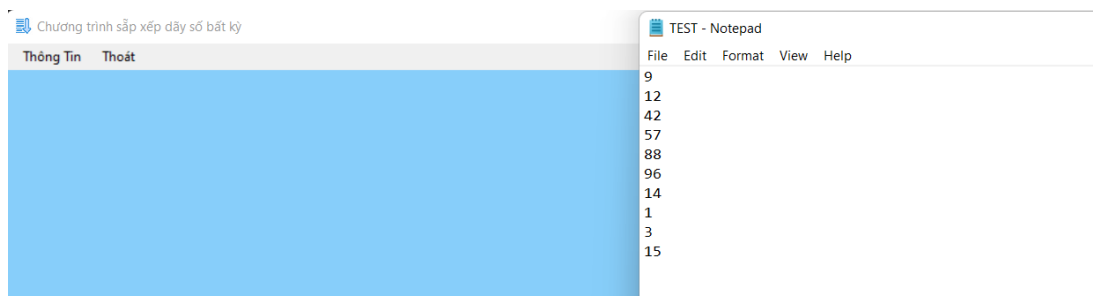 Chương trình sắp xếp dãy số bất kỳ
Thông Tin Thoát
TEST - Notepad
File Edit Format View Help
9
12
42
57
88
96
14
1
3
15